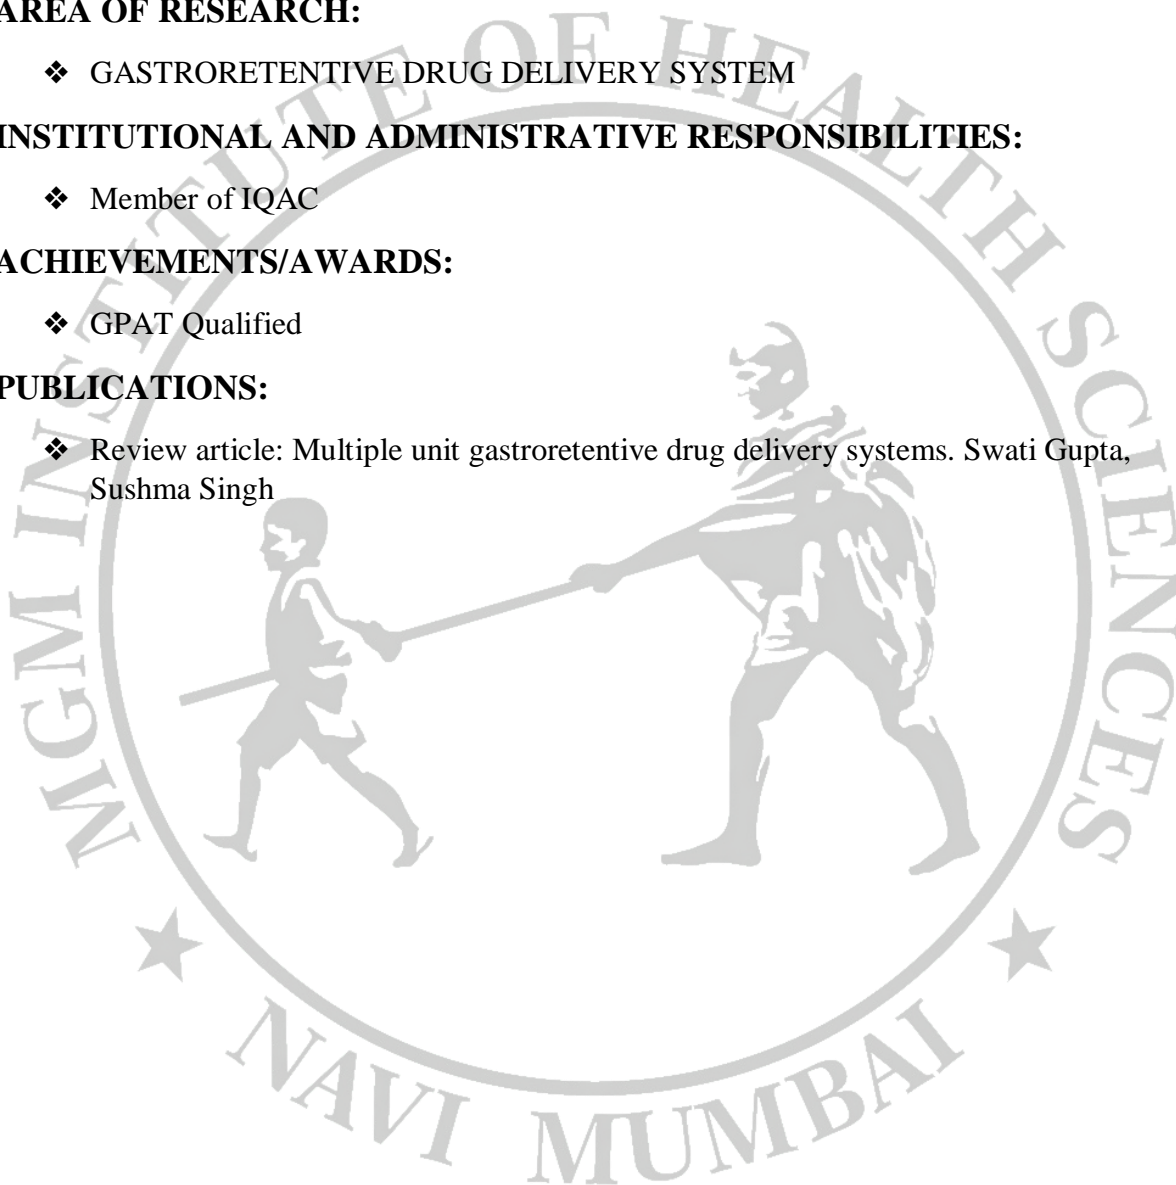 AREA OF RESEARCH:
❖ GASTRORETENTIVE DRUG DELIVERY SYSTEM
INSTITUTIONAL AND ADMINISTRATIVE RESPONSIBILITIES:
❖ Member of IQAC
ACHIEVEMENTS/AWARDS:
❖ GPAT Qualified
PUBLICATIONS:
❖ Review article: Multiple unit gastroretentive drug delivery systems. Swati Gupta,
Sushma Singh
MGM INSTITUTE OF HEALTH SCIENCES
★ NAVI MUMBAI ★